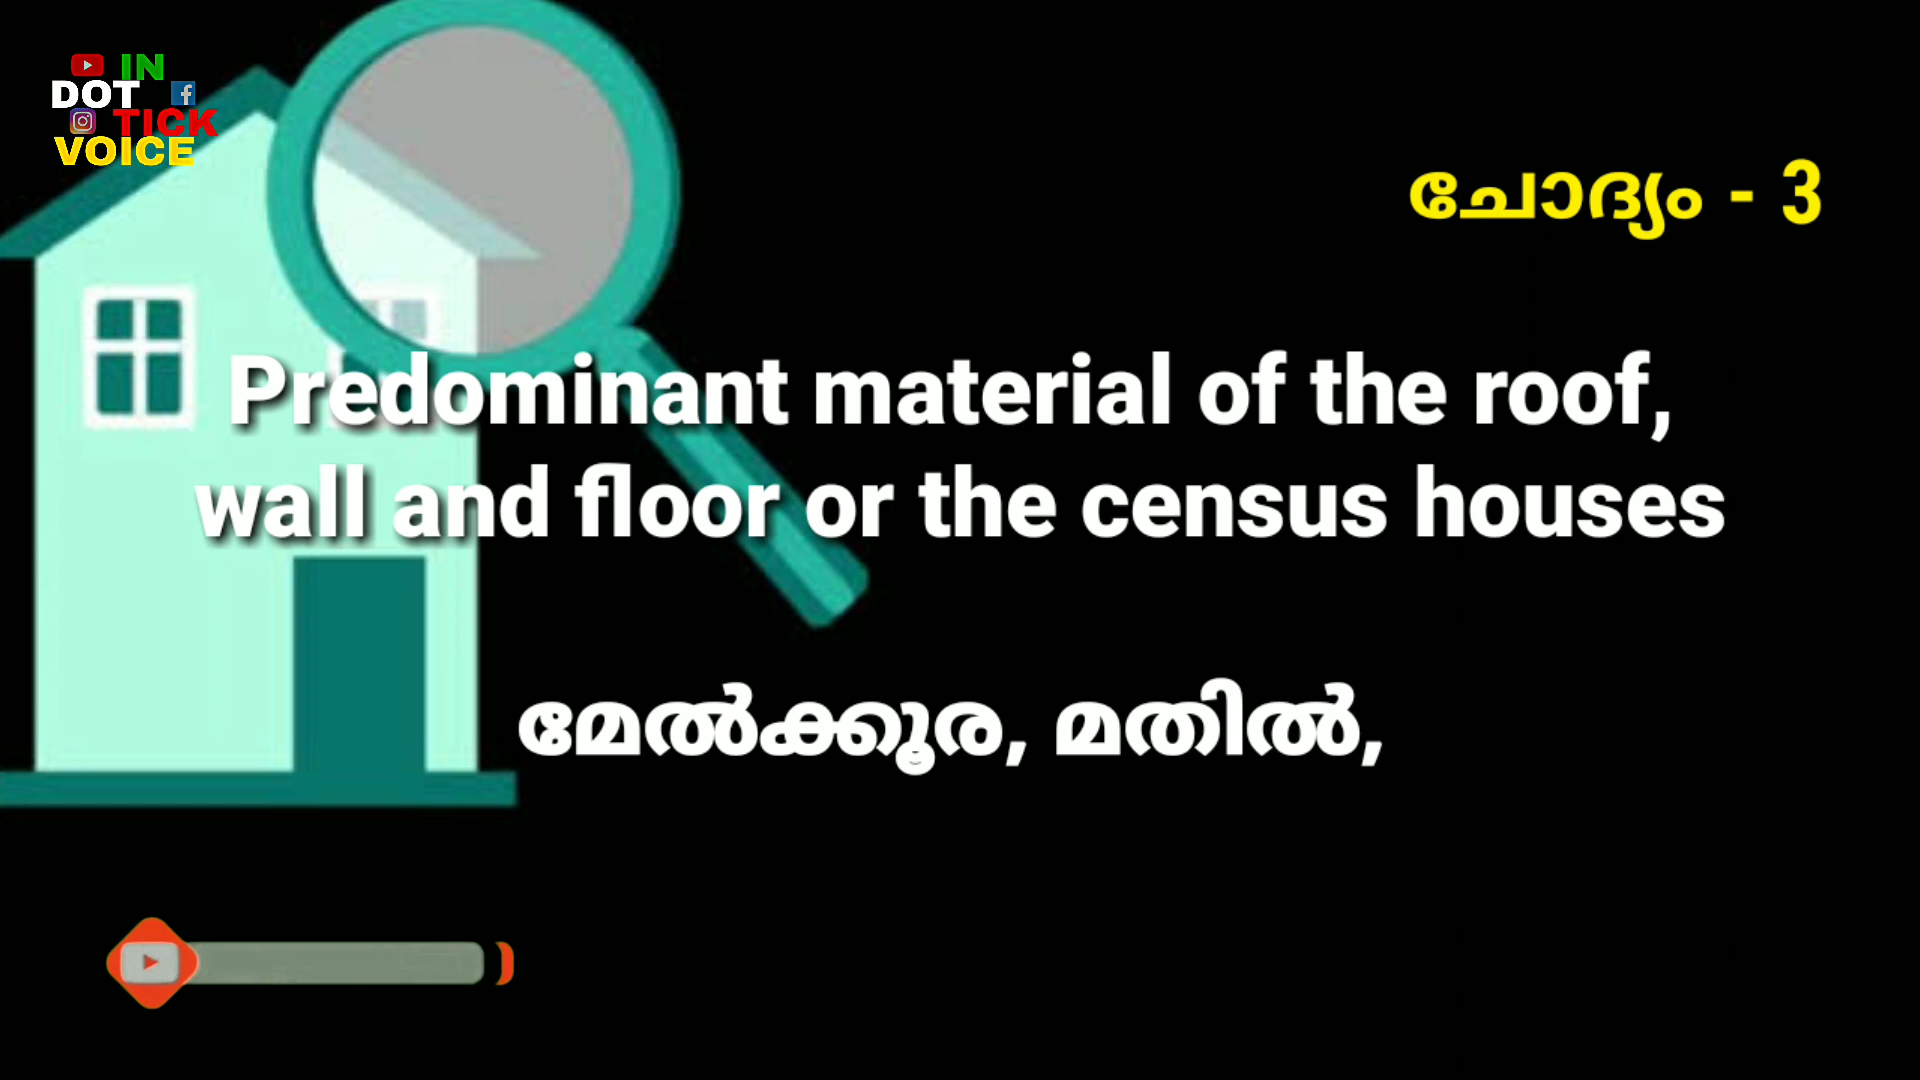 IN
DOT
TICK
VOICE
ചോദ്യം - 3
Predominant material of the roof,
wall and floor or the census houses
മേൽക്കൂര, മതിൽ,